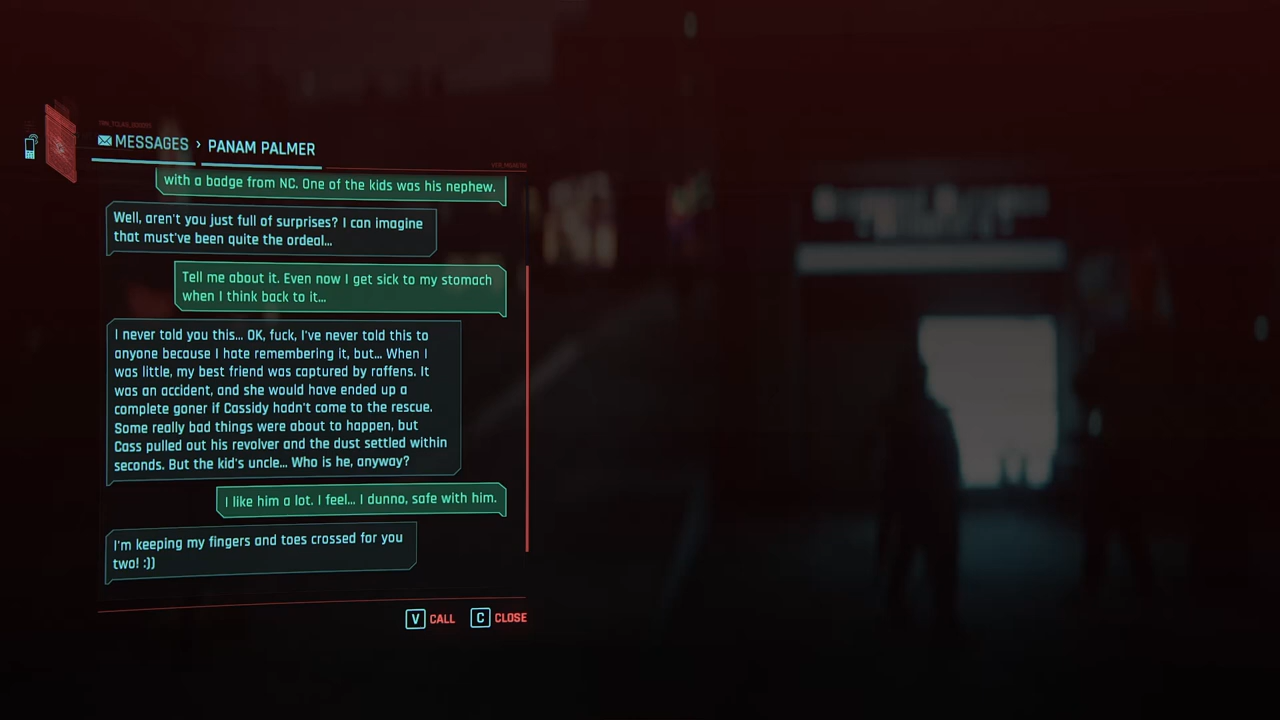 MESSAGES › PANAM PALMER
with a badge from NC. One of the kids was his nephew.
Well, aren't you just full of surprises? I can imagine
that must've been quite the ordeal...
Tell me about it. Even now I get sick to my stomach
when I think back to it...
I never told you this... OK, fuck, I've never told this to
anyone because I hate remembering it, but... When I
was little, my best friend was captured by raffens. It
was an accident, and she would have ended up a
complete goner if Cassidy hadn't come to the rescue.
Some really bad things were about to happen, but
Cass pulled out his revolver and the dust settled within
seconds. But the kid's uncle... Who is he, anyway?
I like him a lot. I feel... I dunno, safe with him.
I'm keeping my fingers and toes crossed for you
two! :))
V CALL C CLOSE